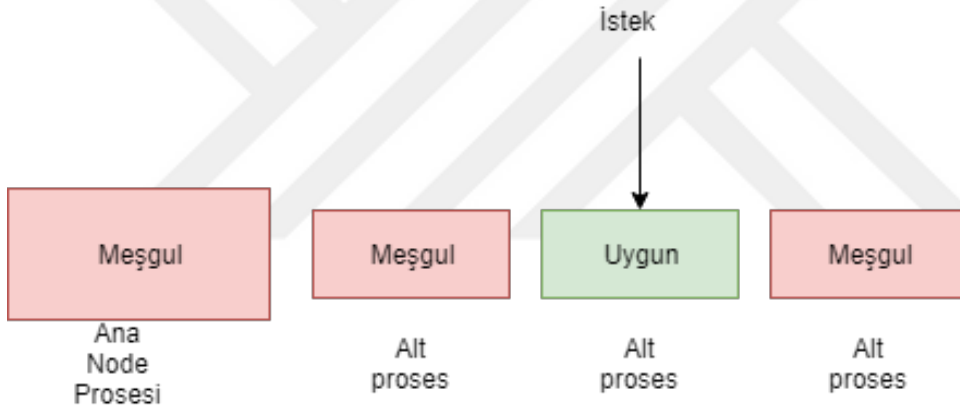 İstek
Meşgul
Meşgul
Uygun
Meşgul
Ana
Node
Prosesi
Alt
proses
Alt
proses
Alt
proses